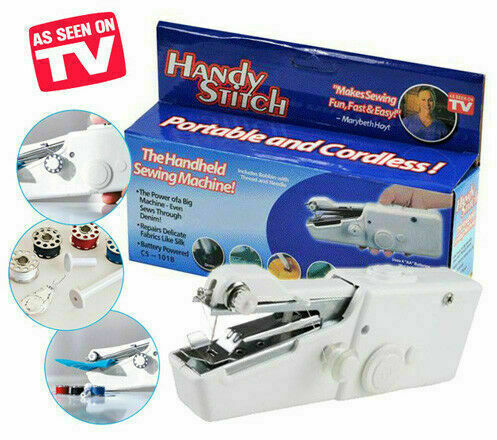 AS SEEN ON
TV
Handy
Stitch
"Makes Sewing
Fun, Fast & Easy!"
– Marybeth Hoyt
AS SEEN ON
TV
Portable and Cordless!
The Handheld
Sewing Machine!
Includes Bobbins with
Thread and Needle
•The Power of a Big
Machine - Even
Sews Through
Denim!
•Repairs Delicate
Fabrics Like Silk
•Battery Powered
CS - 101B